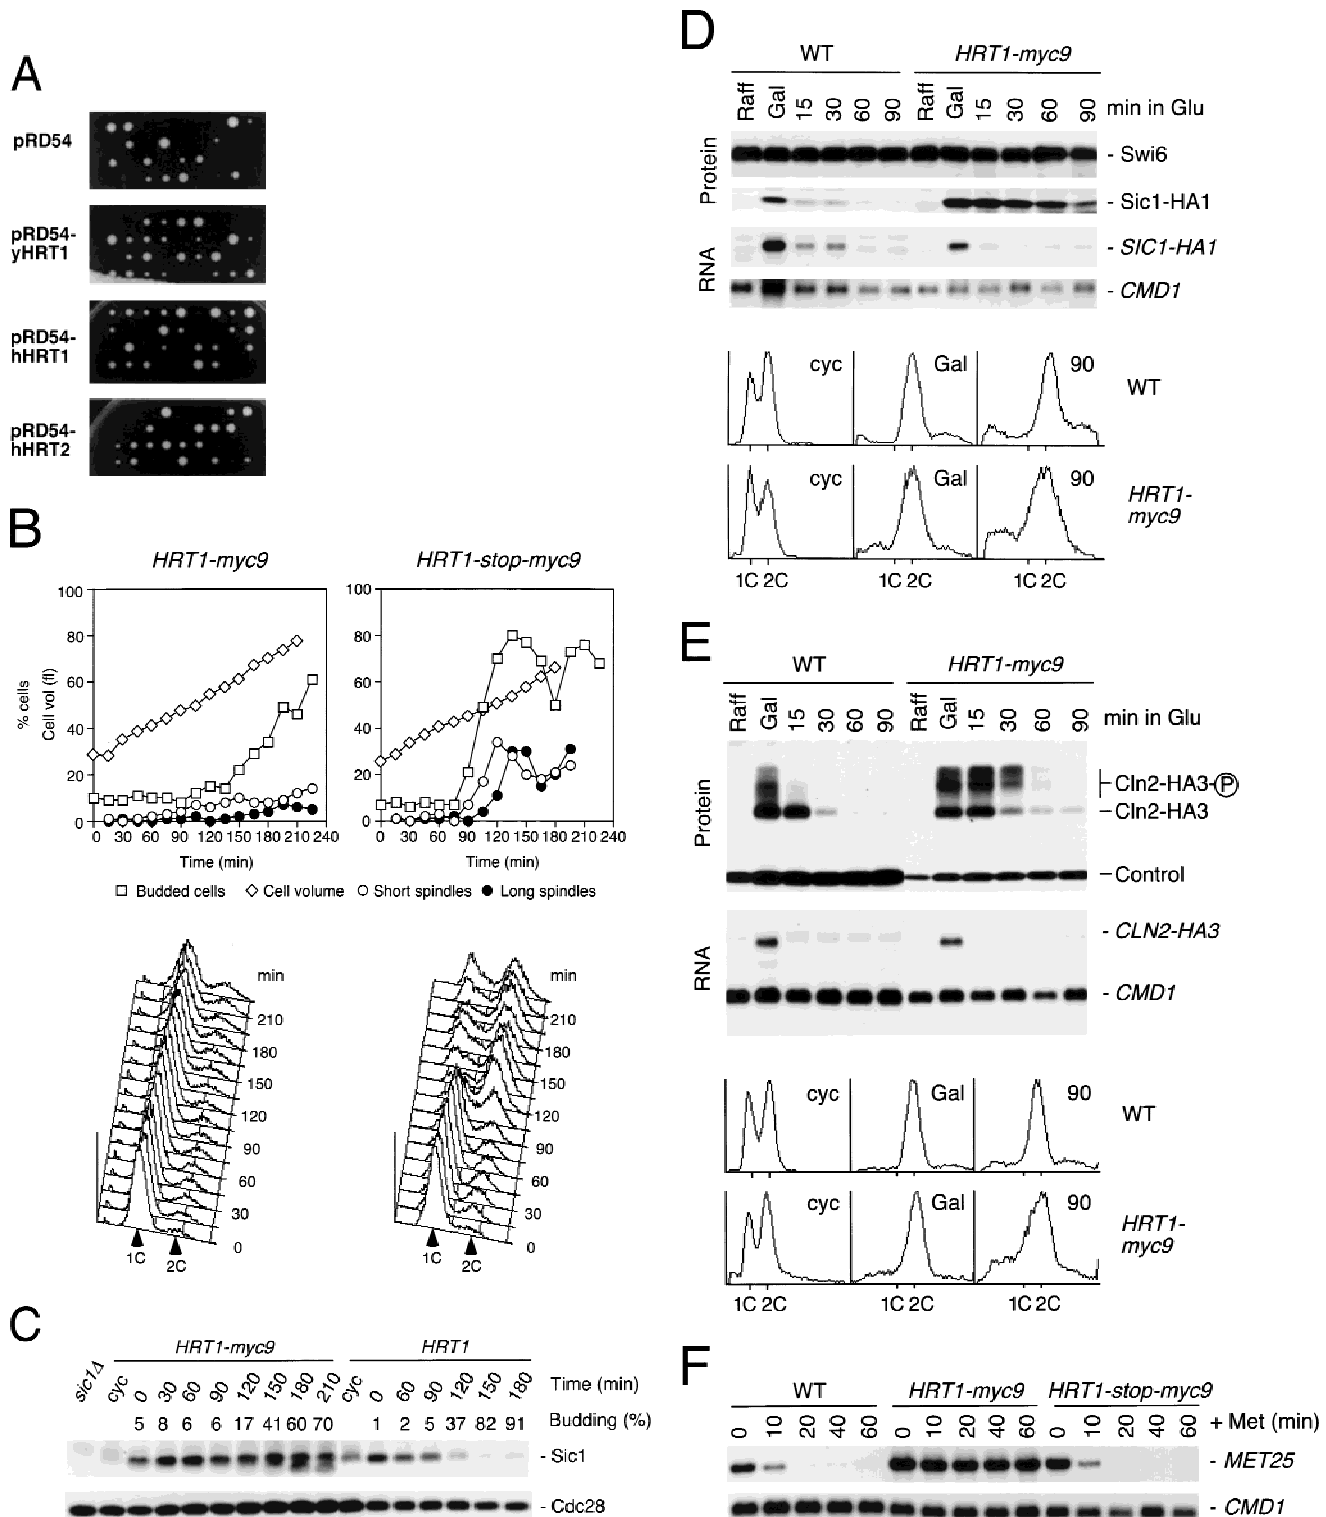 A
pRD54
pRD54-
yHRT1
pRD54-
hHRT1
pRD54-
hHRT2
B
HRT1-myc9
HRT1-stop-myc9
% cells
Cell vol (fl)
100
80
60
40
20
0
100
80
60
40
20
0
0 30 60 90 120 150 180 210 240
0 30 60 90 120 150 180 210 240
Time (min)
Time (min)
Budded cells
Cell volume
Short spindles
Long spindles
min
210
180
150
120
90
60
30
0
1C
2C
min
210
180
150
120
90
60
30
0
1C
2C
C
HRT1-myc9
HRT1
sic1Δ cyc 0 30 60 90 120 150 180 210 cyc 0 60 90 120 150 180 Time (min)
5 8 6 6 17 41 60 70 1 2 5 37 82 91 Budding (%)
- Sic1
- Cdc28
D
WT
HRT1-myc9
Raff Gal 15 30 60 90 Raff Gal 15 30 60 90 min in Glu
Protein
- Swi6
- Sic1-HA1
RNA
- SIC1-HA1
- CMD1
cyc Gal 90
WT
cyc Gal 90
HRT1-
myc9
1C 2C 1C 2C 1C 2C
E
WT
HRT1-myc9
Raff Gal 15 30 60 90 Raff Gal 15 30 60 90 min in Glu
Protein
Cln2-HA3-P
Cln2-HA3
Control
RNA
- CLN2-HA3
- CMD1
cyc Gal 90
WT
cyc Gal 90
HRT1-
myc9
1C 2C 1C 2C 1C 2C
F
WT
HRT1-myc9
HRT1-stop-myc9
0 10 20 40 60 0 10 20 40 60 0 10 20 40 60 + Met (min)
- MET25
- CMD1